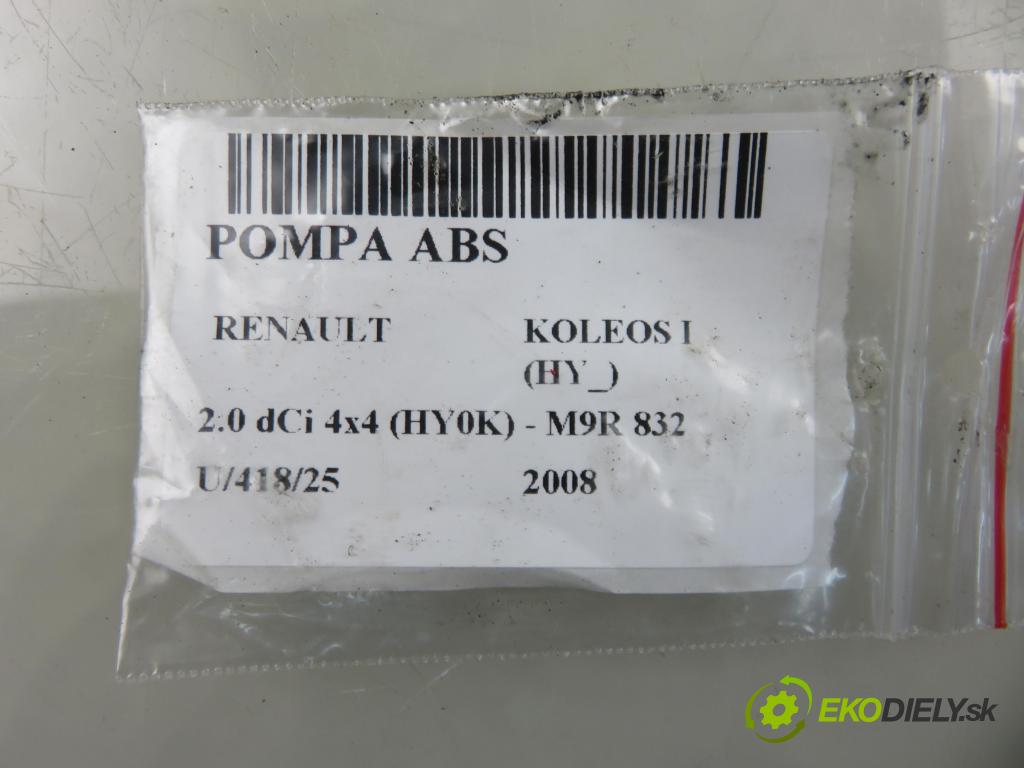 POMPA ABS
RENAULT KOLEOS I
(HY_)
2.0 dCi 4x4 (HY0K) - M9R 832
U/418/25 2008
EKODIELY.sk